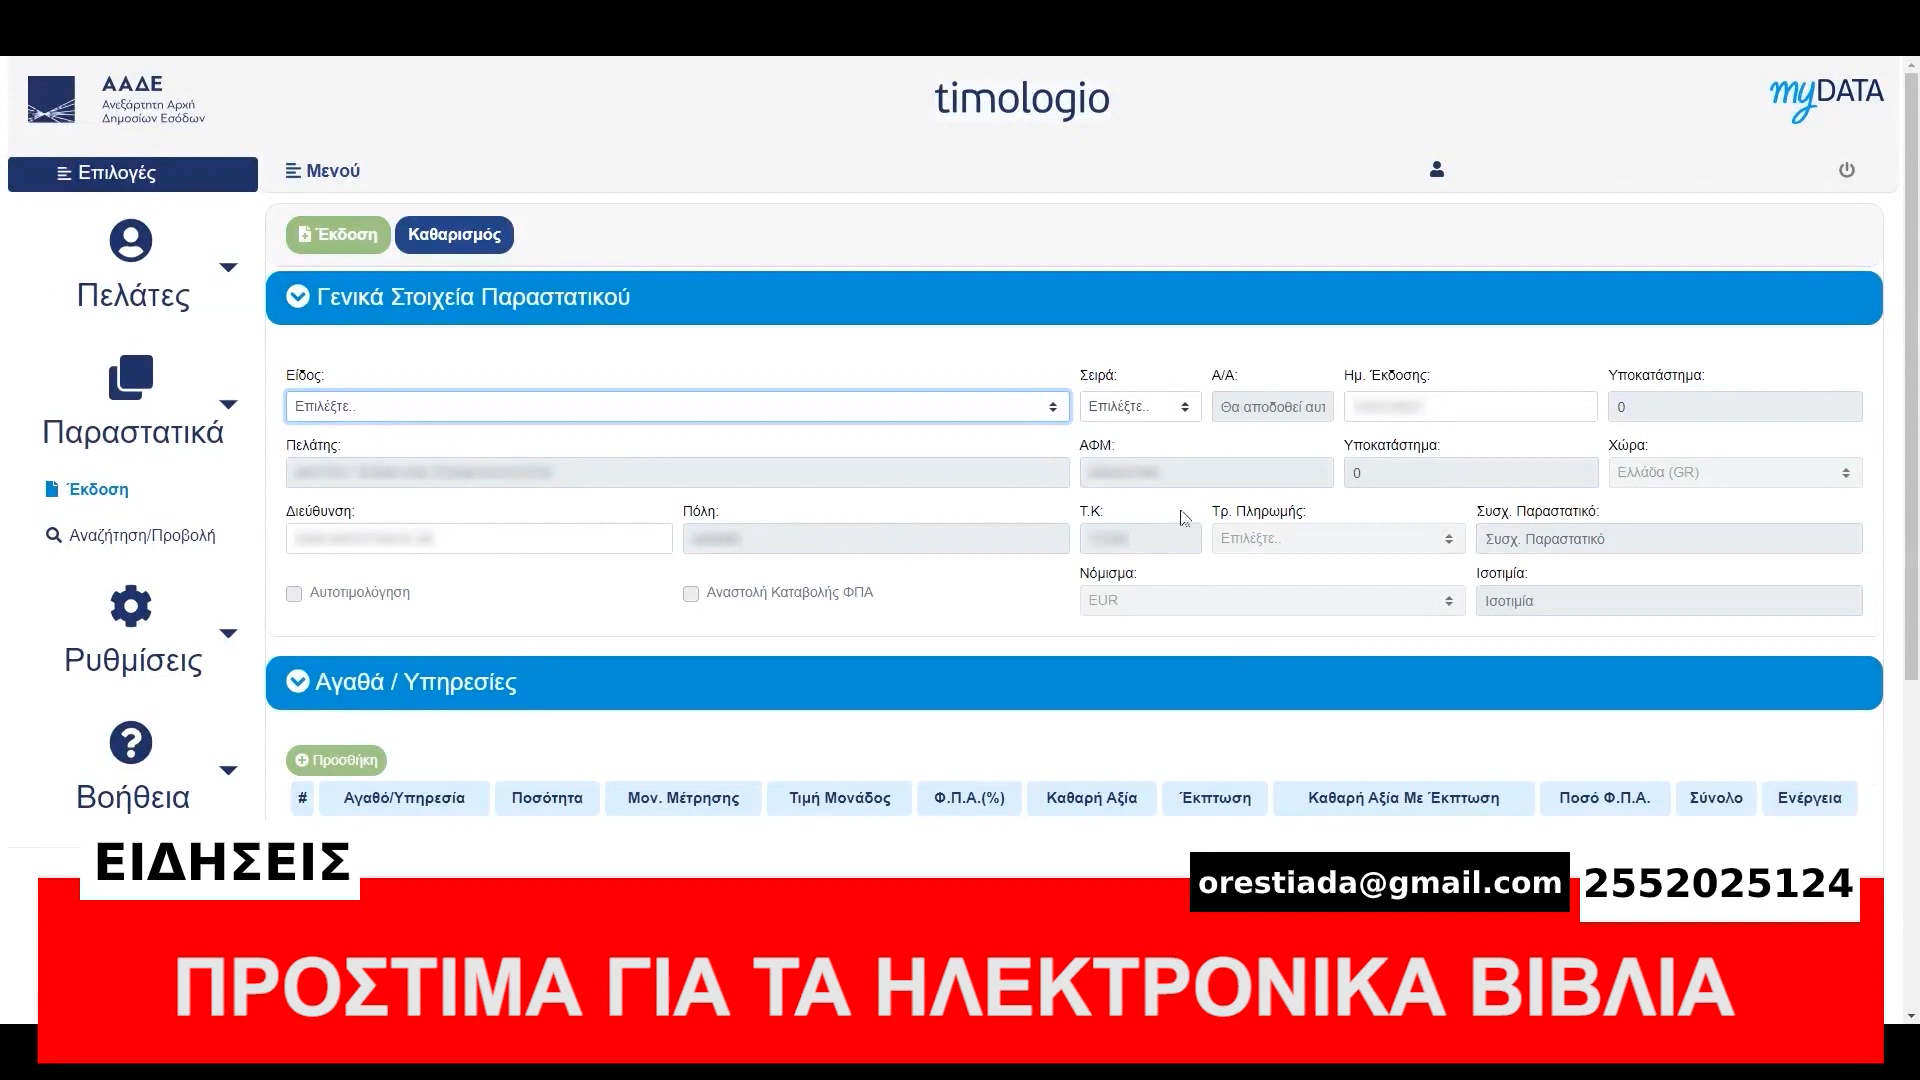 ΑΑΔΕ
Ανεξάρτητη Αρχή
Δημοσίων Εσόδων
timologio
myDATA
Επιλογές
Μενού
Έκδοση
Καθαρισμός
Πελάτες
Παραστατικά
Έκδοση
Αναζήτηση/Προβολή
Ρυθμίσεις
Βοήθεια
Γενικά Στοιχεία Παραστατικού
Είδος: Σειρά: Α/Α: Ημ. Έκδοσης: Υποκατάστημα:
Επιλέξτε.. Επιλέξτε.. Θα αποδοθεί αυτ 0
Πελάτης: ΑΦΜ: Υποκατάστημα: Χώρα:
0 Ελλάδα (GR)
Διεύθυνση: Πόλη: Τ.Κ: Τρ. Πληρωμής: Συσχ. Παραστατικό:
Επιλέξτε.. Συσχ. Παραστατικό
Νόμισμα: Ισοτιμία:
Αυτοτιμολόγηση Αναστολή Καταβολής ΦΠΑ EUR Ισοτιμία
Αγαθά / Υπηρεσίες
Προσθήκη
# Αγαθό/Υπηρεσία Ποσότητα Μον. Μέτρησης Τιμή Μονάδος Φ.Π.Α.(%) Καθαρή Αξία Έκπτωση Καθαρή Αξία Με Έκπτωση Ποσό Φ.Π.Α. Σύνολο Ενέργεια
ΕΙΔΗΣΕΙΣ
orestiada@gmail.com
2552025124
ΠΡΟΣΤΙΜΑ ΓΙΑ ΤΑ ΗΛΕΚΤΡΟΝΙΚΑ ΒΙΒΛΙΑ